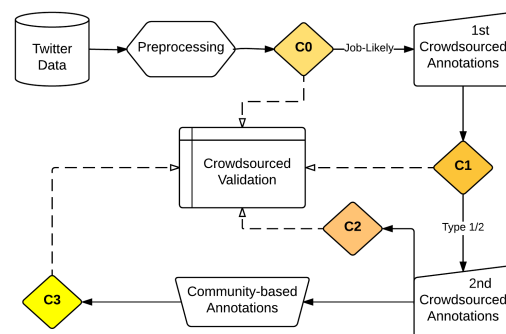 Twitter
Data
Preprocessing
C0
Job-Likely
1st
Crowdsourced
Annotations
Crowdsourced
Validation
C1
Type 1/2
C2
2nd
Crowdsourced
Annotations
Community-based
Annotations
C3